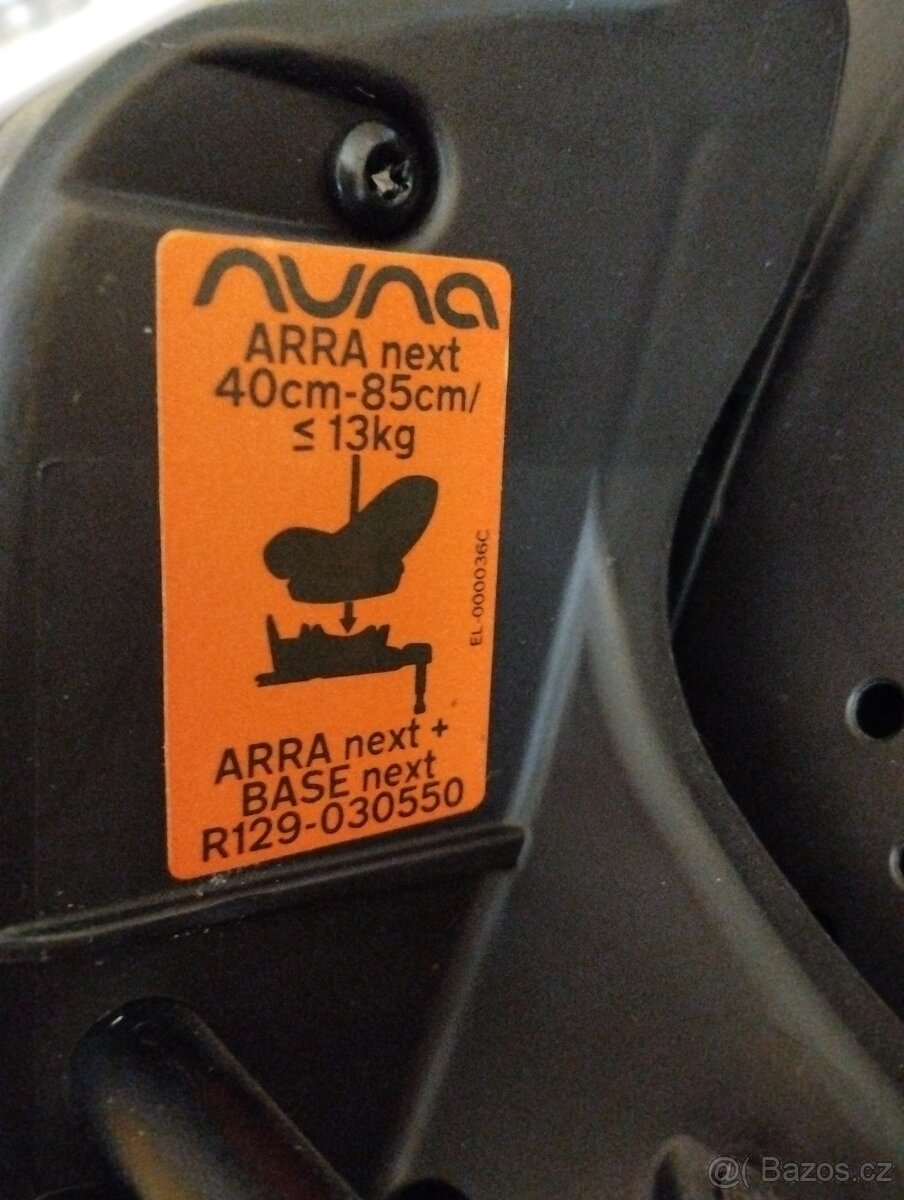 nuna
ARRA next
40cm-85cm/
≤ 13kg
EL-000036C
ARRA next +
BASE next
R129-030550
@( Bazos.cz